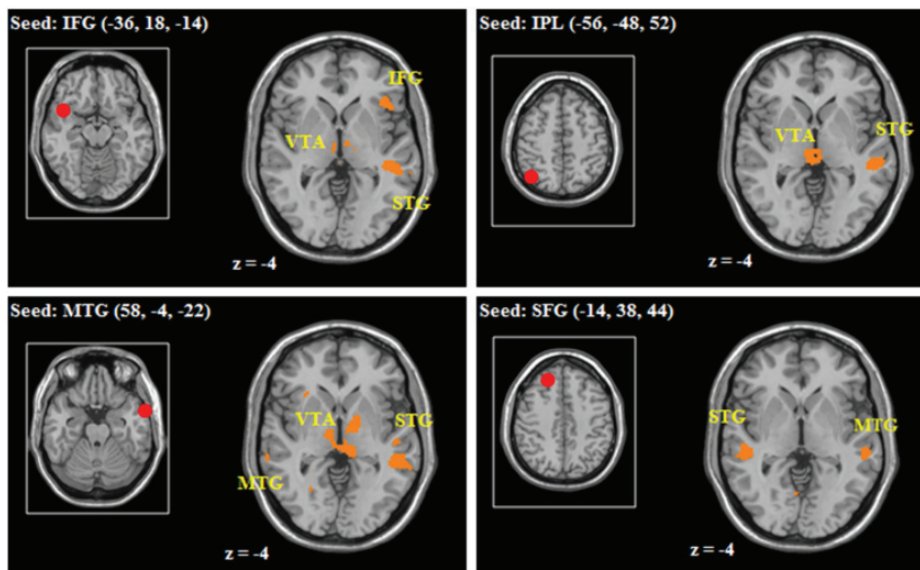 Seed: IFG (-36, 18, -14)
IFG
VTA
STG
z = -4
Seed: IPL (-56, -48, 52)
VTA
STG
z = -4
Seed: MTG (58, -4, -22)
VTA
STG
MTG
z = -4
Seed: SFG (-14, 38, 44)
STG
MTG
z = -4